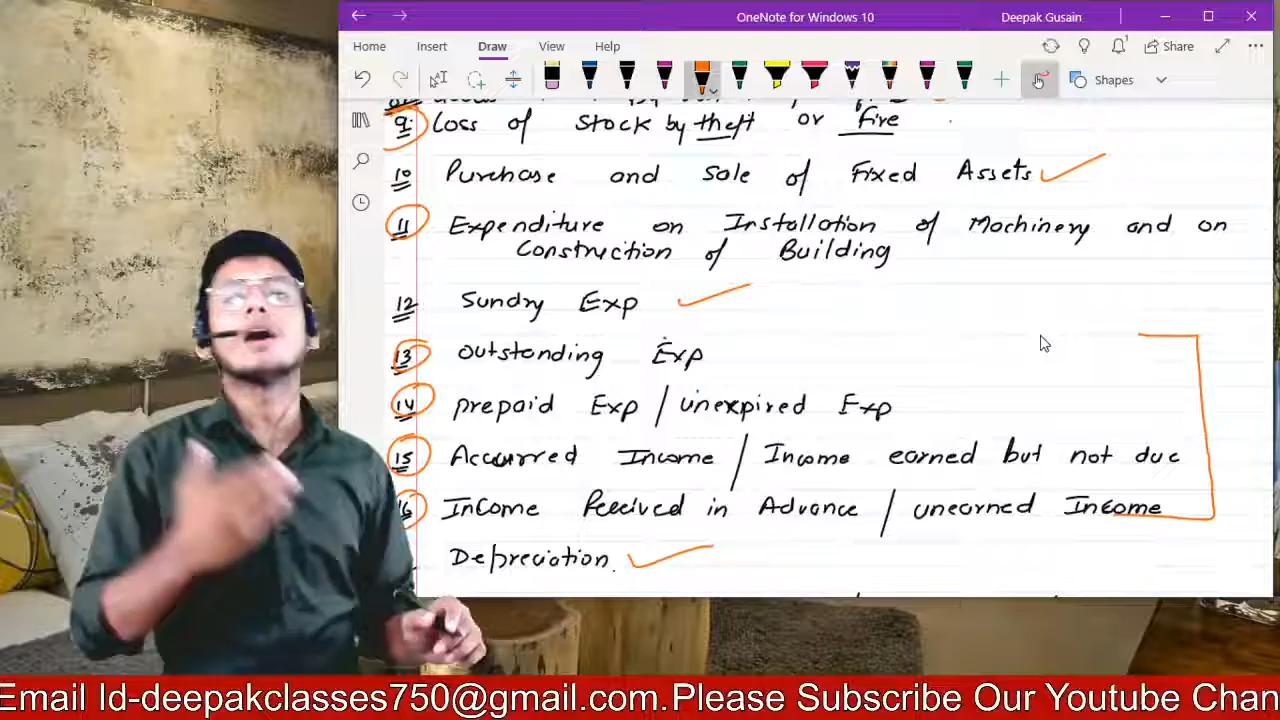 OneNote for Windows 10
Deepak Gusain
Home Insert Draw View Help
Share
Shapes
9. Loss of Stock by theft or fire
10 Purchase and Sale of Fixed Assets
11 Expenditure on Installation of Machinery and on
Construction of Building
12 Sundry Exp
13 outstanding Exp
14 prepaid Exp / unexpired Exp
15 Accurred Income / Income earned but not due
16 Income Received in Advance / unearned Income
Depreciation.
Email Id-deepakclasses750@gmail.com.Please Subscribe Our Youtube Chan